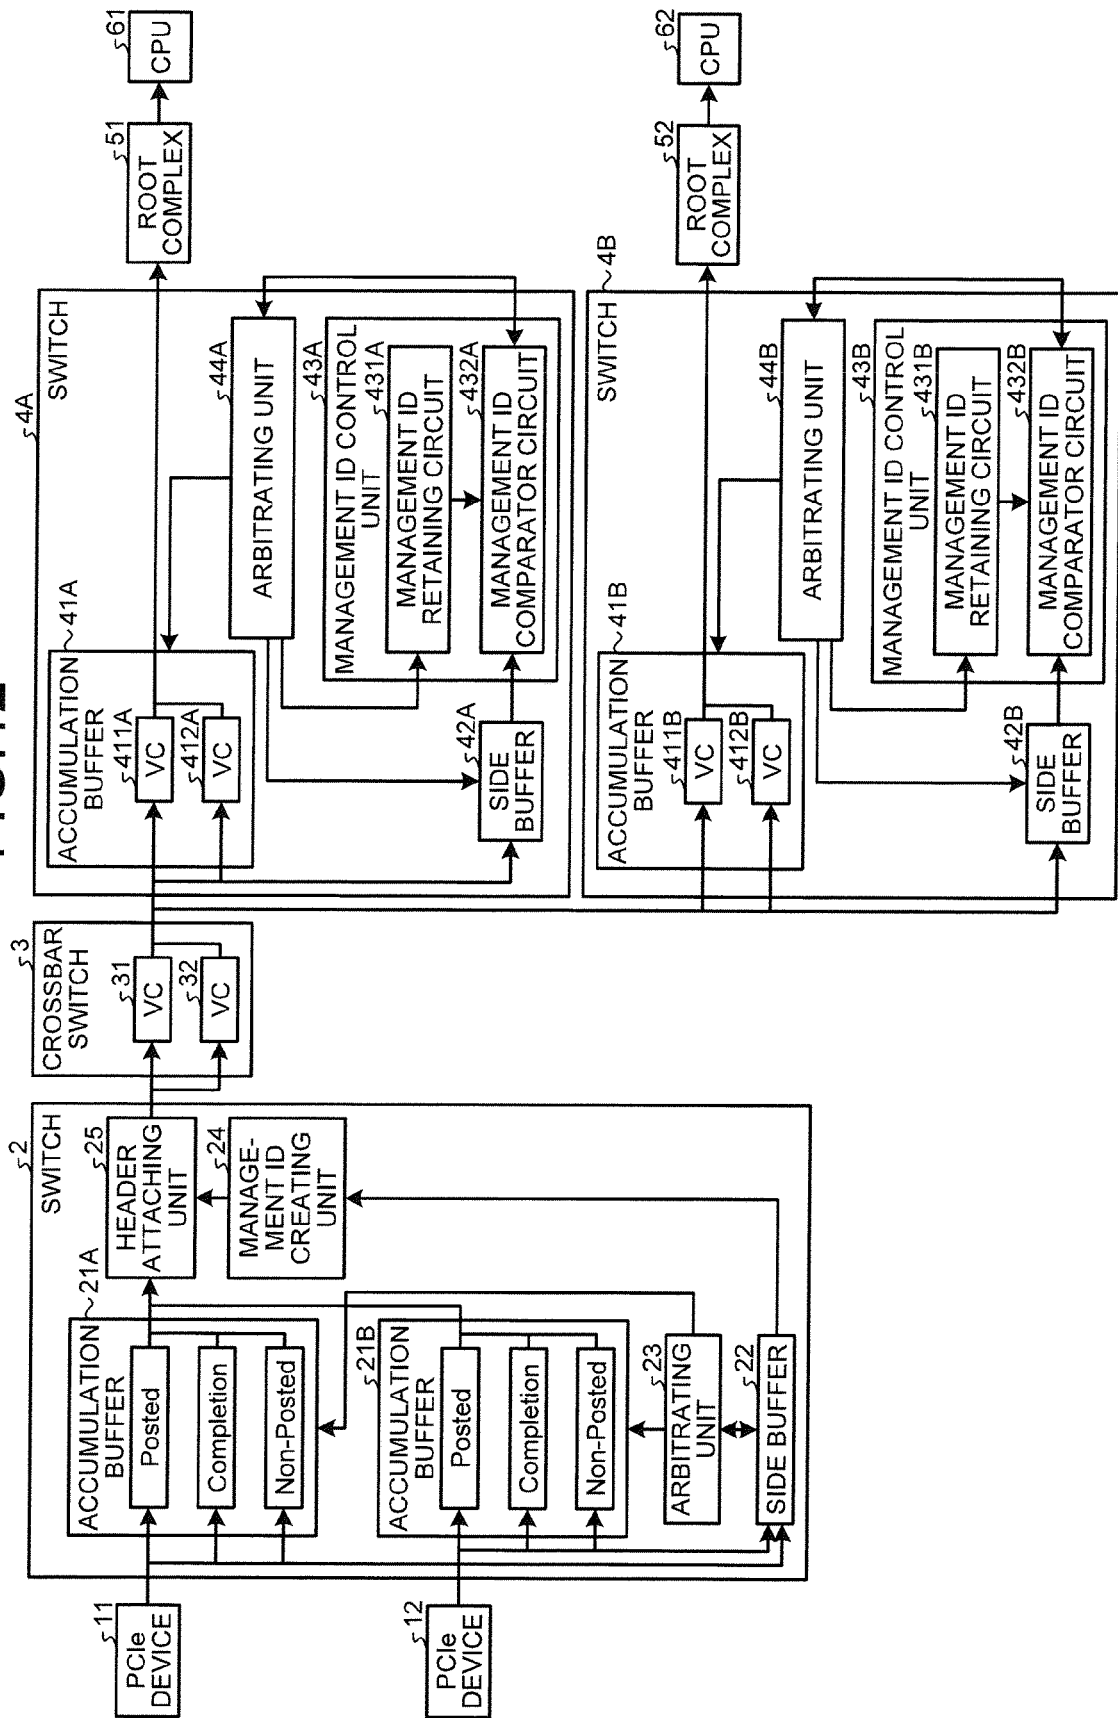 11
PCIe
DEVICE
12
PCIe
DEVICE
2
SWITCH
21A
ACCUMULATION
BUFFER
Posted
Completion
Non-Posted
21B
ACCUMULATION
BUFFER
Posted
Completion
Non-Posted
23
ARBITRATING
UNIT
22
SIDE BUFFER
25
HEADER
ATTACHING
UNIT
24
MANAGE-
MENT ID
CREATING
UNIT
3
CROSSBAR
SWITCH
31
VC
32
VC
4A
SWITCH
41A
ACCUMULATION
BUFFER
411A
VC
412A
VC
42A
SIDE
BUFFER
44A
ARBITRATING UNIT
43A
MANAGEMENT ID CONTROL
UNIT
431A
MANAGEMENT ID
RETAINING CIRCUIT
432A
MANAGEMENT ID
COMPARATOR CIRCUIT
51
ROOT
COMPLEX
61
CPU
4B
SWITCH
41B
ACCUMULATION
BUFFER
411B
VC
412B
VC
42B
SIDE
BUFFER
44B
ARBITRATING UNIT
43B
MANAGEMENT ID CONTROL
UNIT
431B
MANAGEMENT ID
RETAINING CIRCUIT
432B
MANAGEMENT ID
COMPARATOR CIRCUIT
52
ROOT
COMPLEX
62
CPU